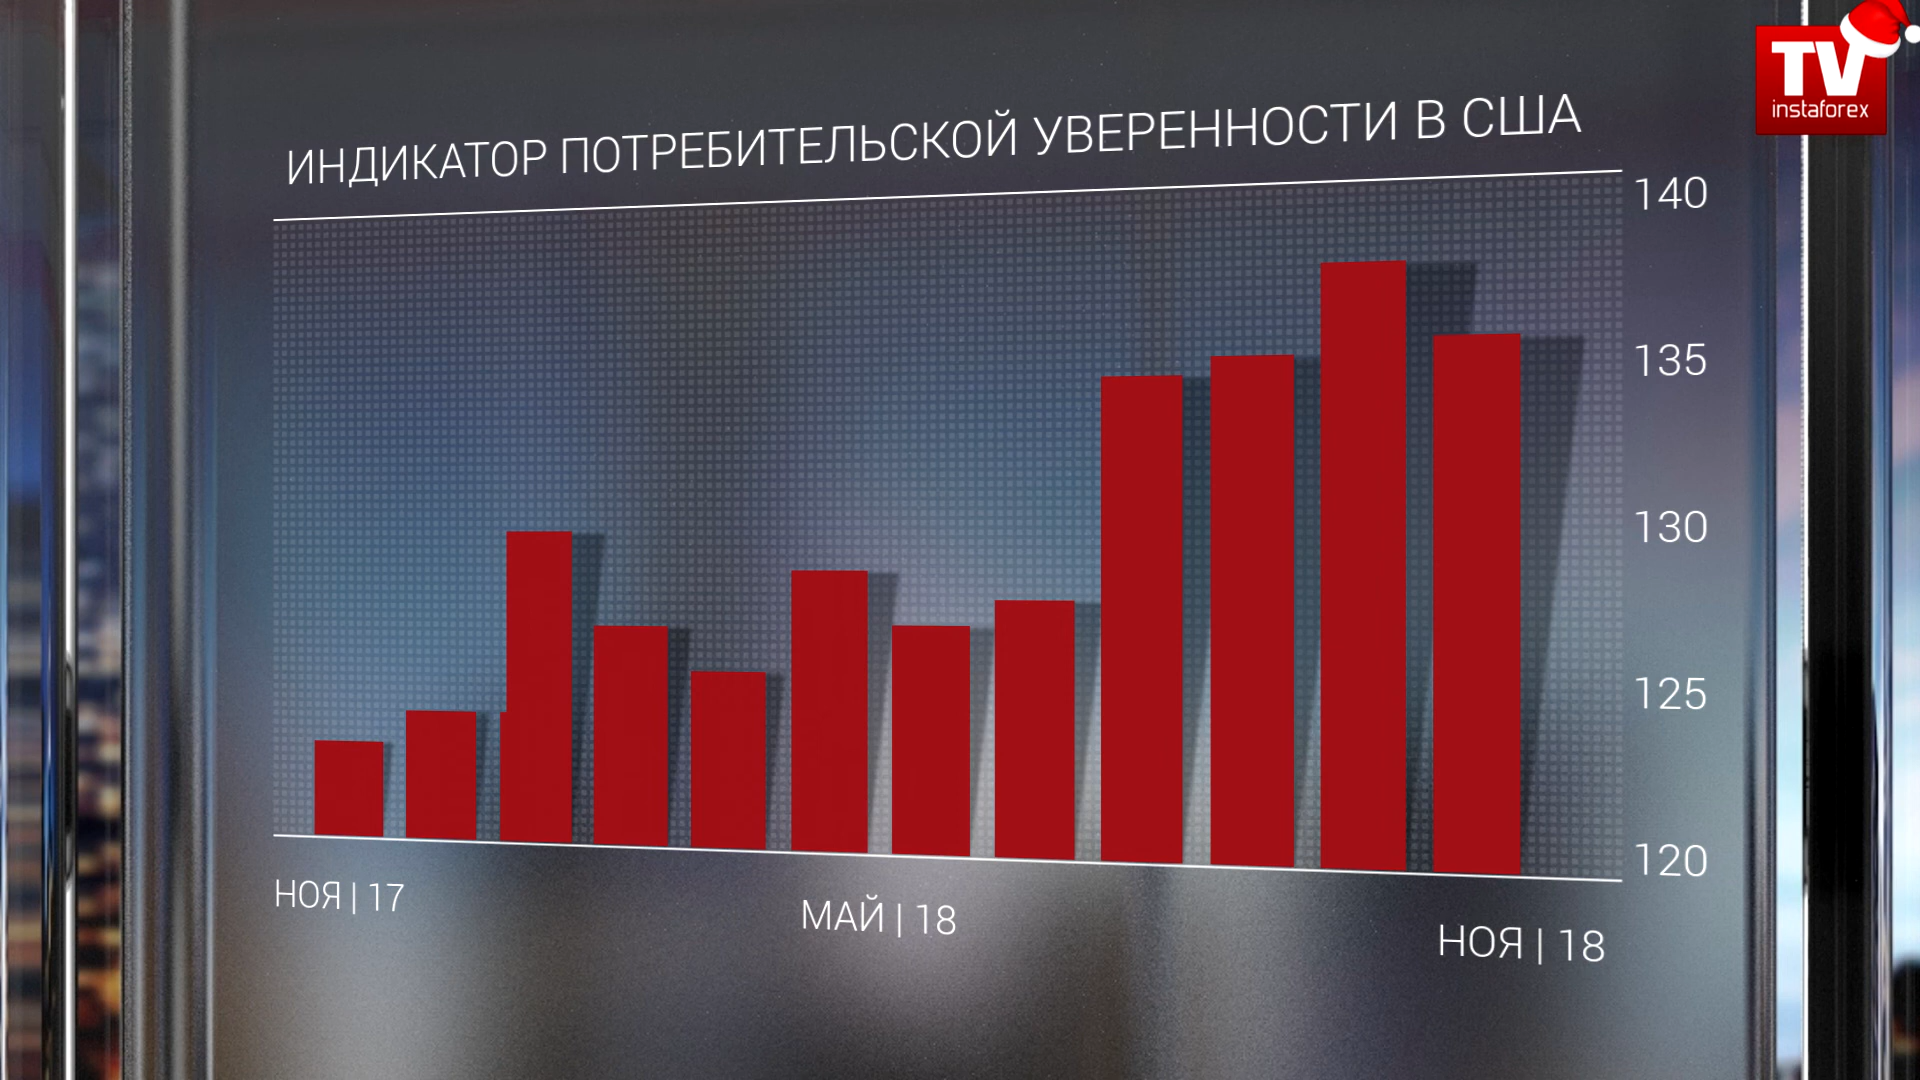 TV
instaforex
ИНДИКАТОР ПОТРЕБИТЕЛЬСКОЙ УВЕРЕННОСТИ В США
140
135
130
125
120
НОЯ | 17
МАЙ | 18
НОЯ | 18